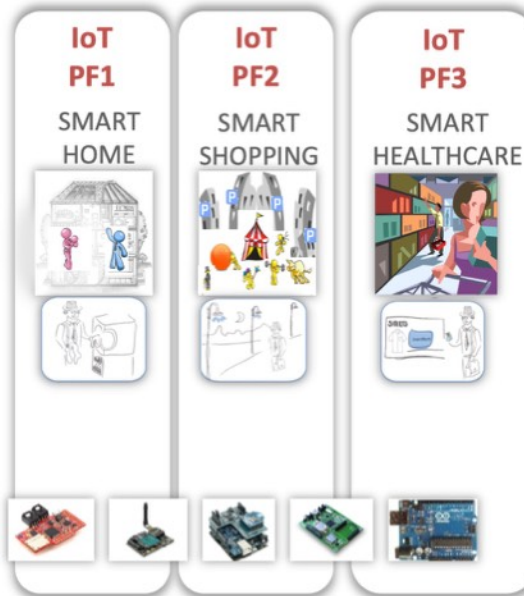 IoT
PF1
SMART
HOME
IoT
PF2
SMART
SHOPPING
IoT
PF3
SMART
HEALTHCARE
P
P
P
P